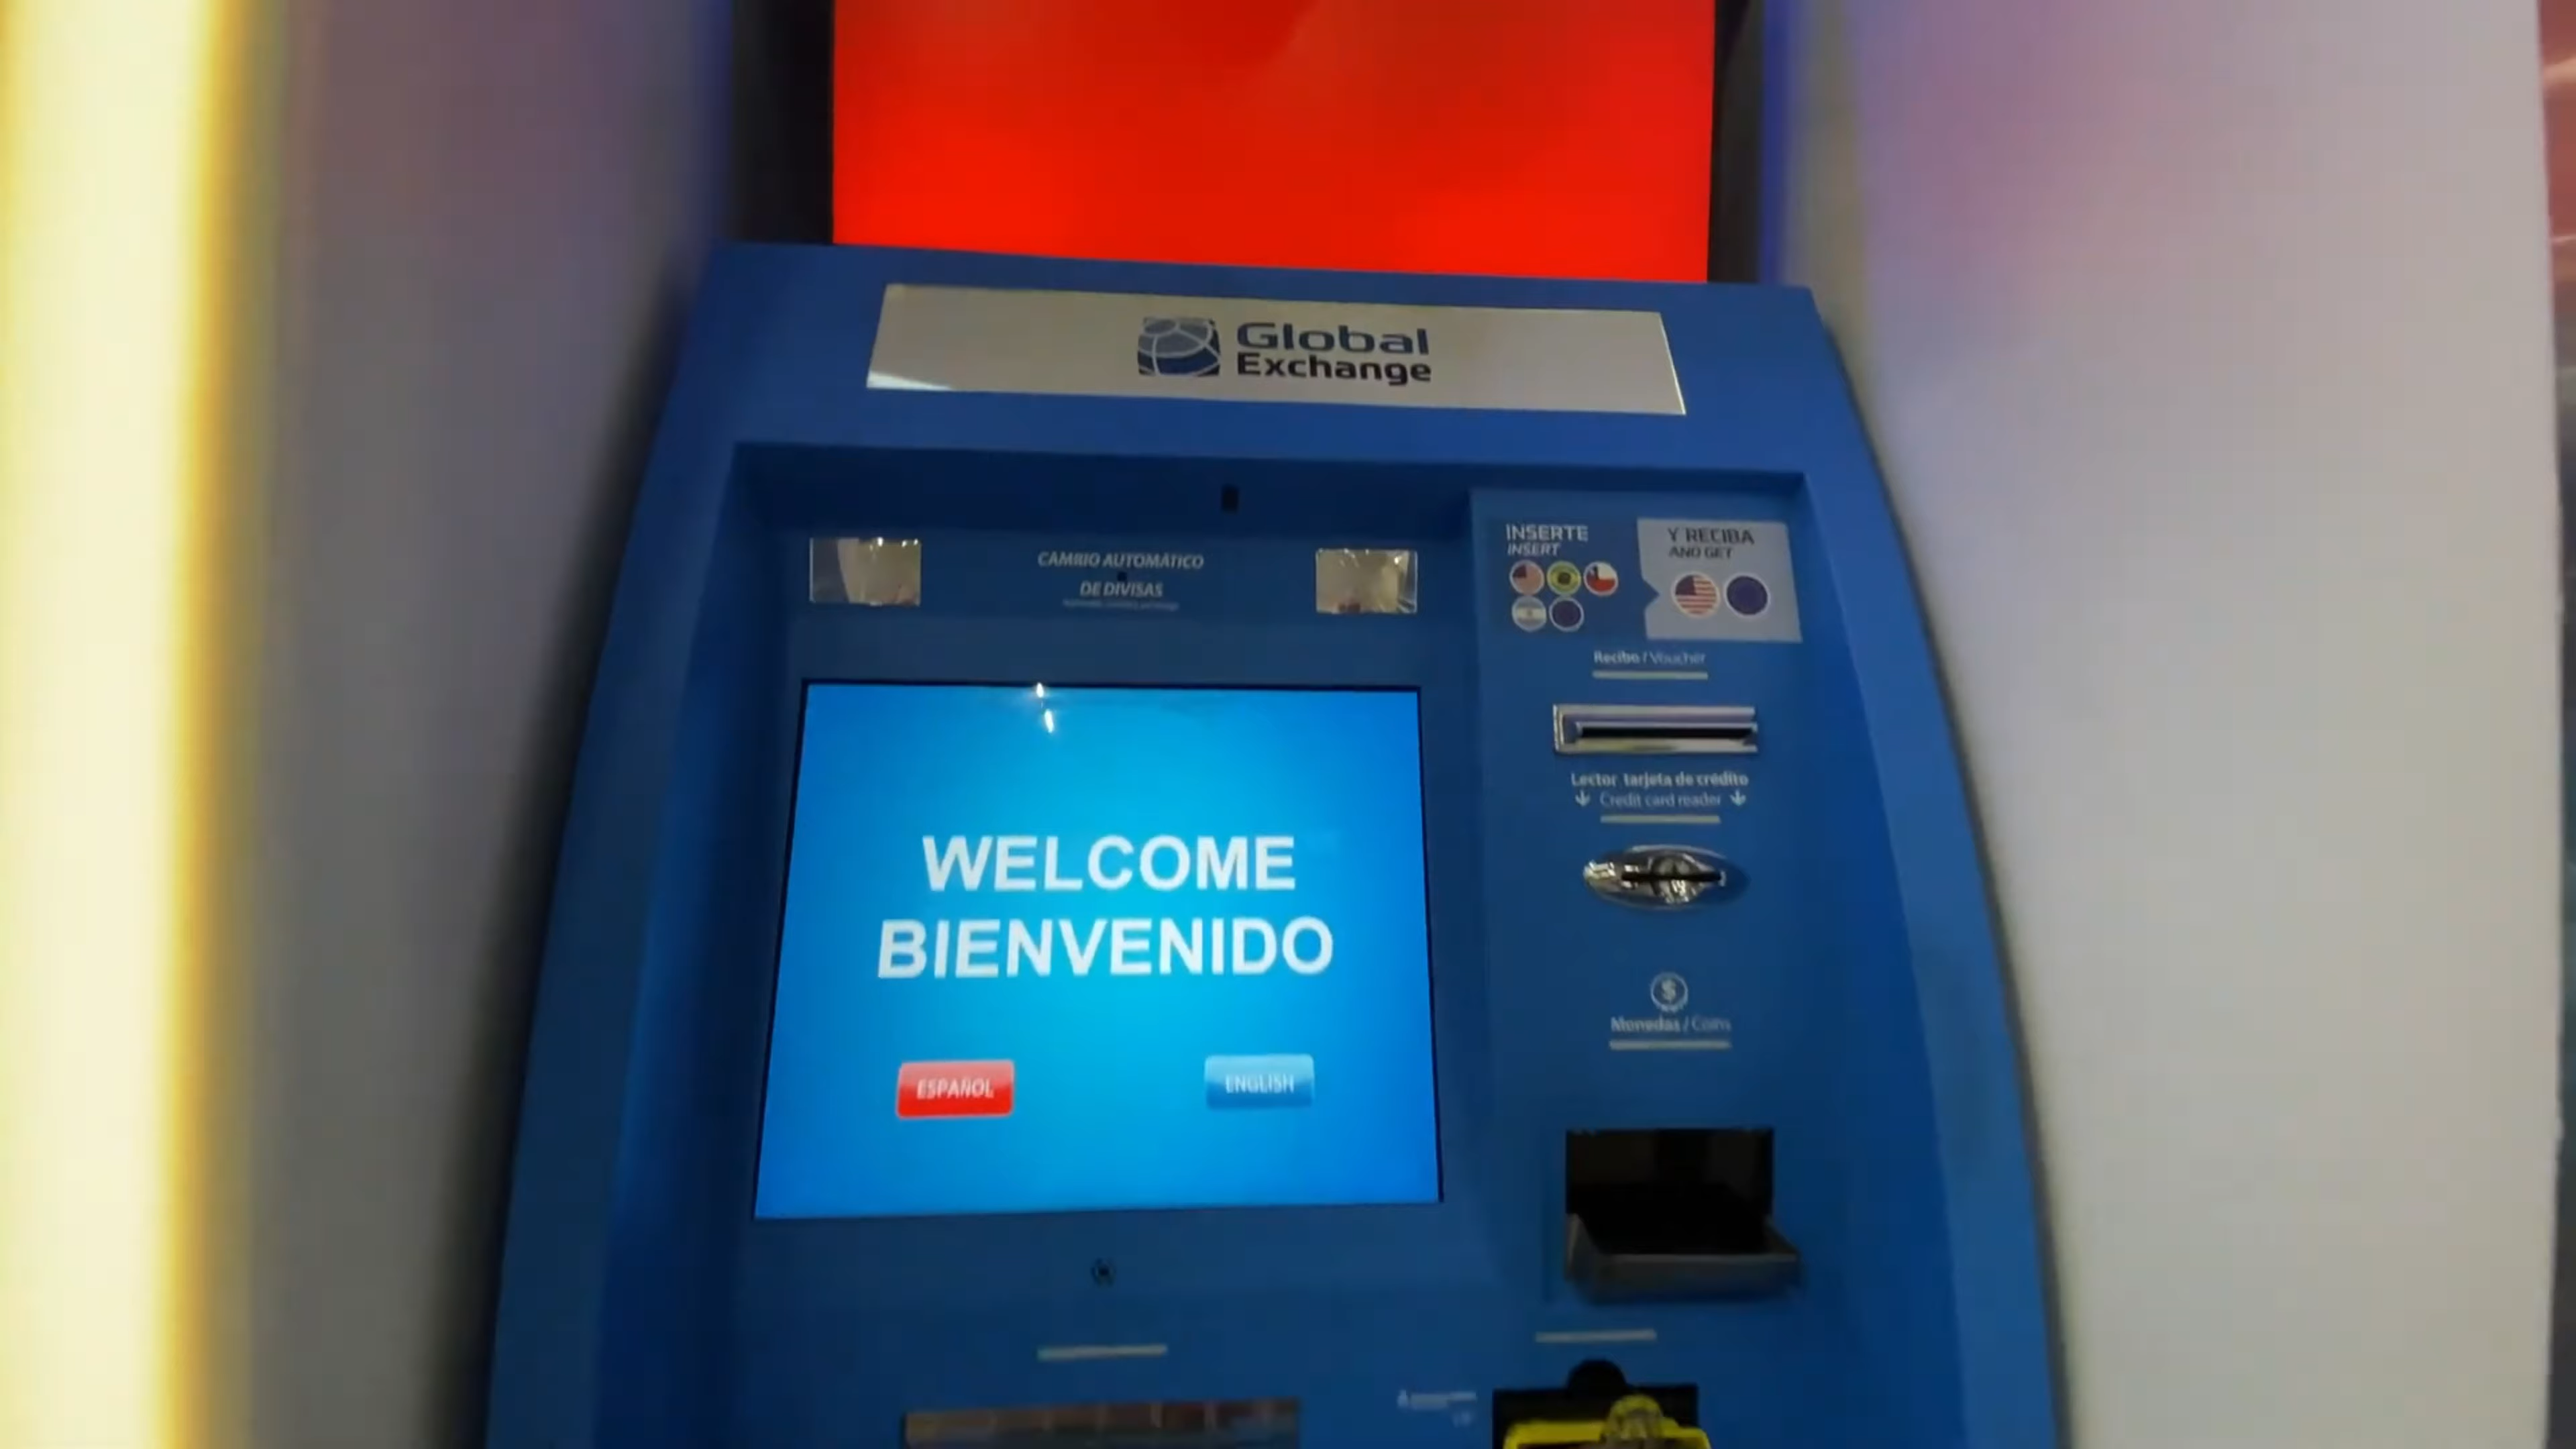 Global
Exchange
CAMBIO AUTOMÁTICO
DE DIVISAS
INSERTE
INSERT
Y RECIBA
AND GET
Recibo / Voucher
Lector tarjeta de crédito
Credit card reader
WELCOME
BIENVENIDO
ESPAÑOL
ENGLISH
$
Monedas / Coins